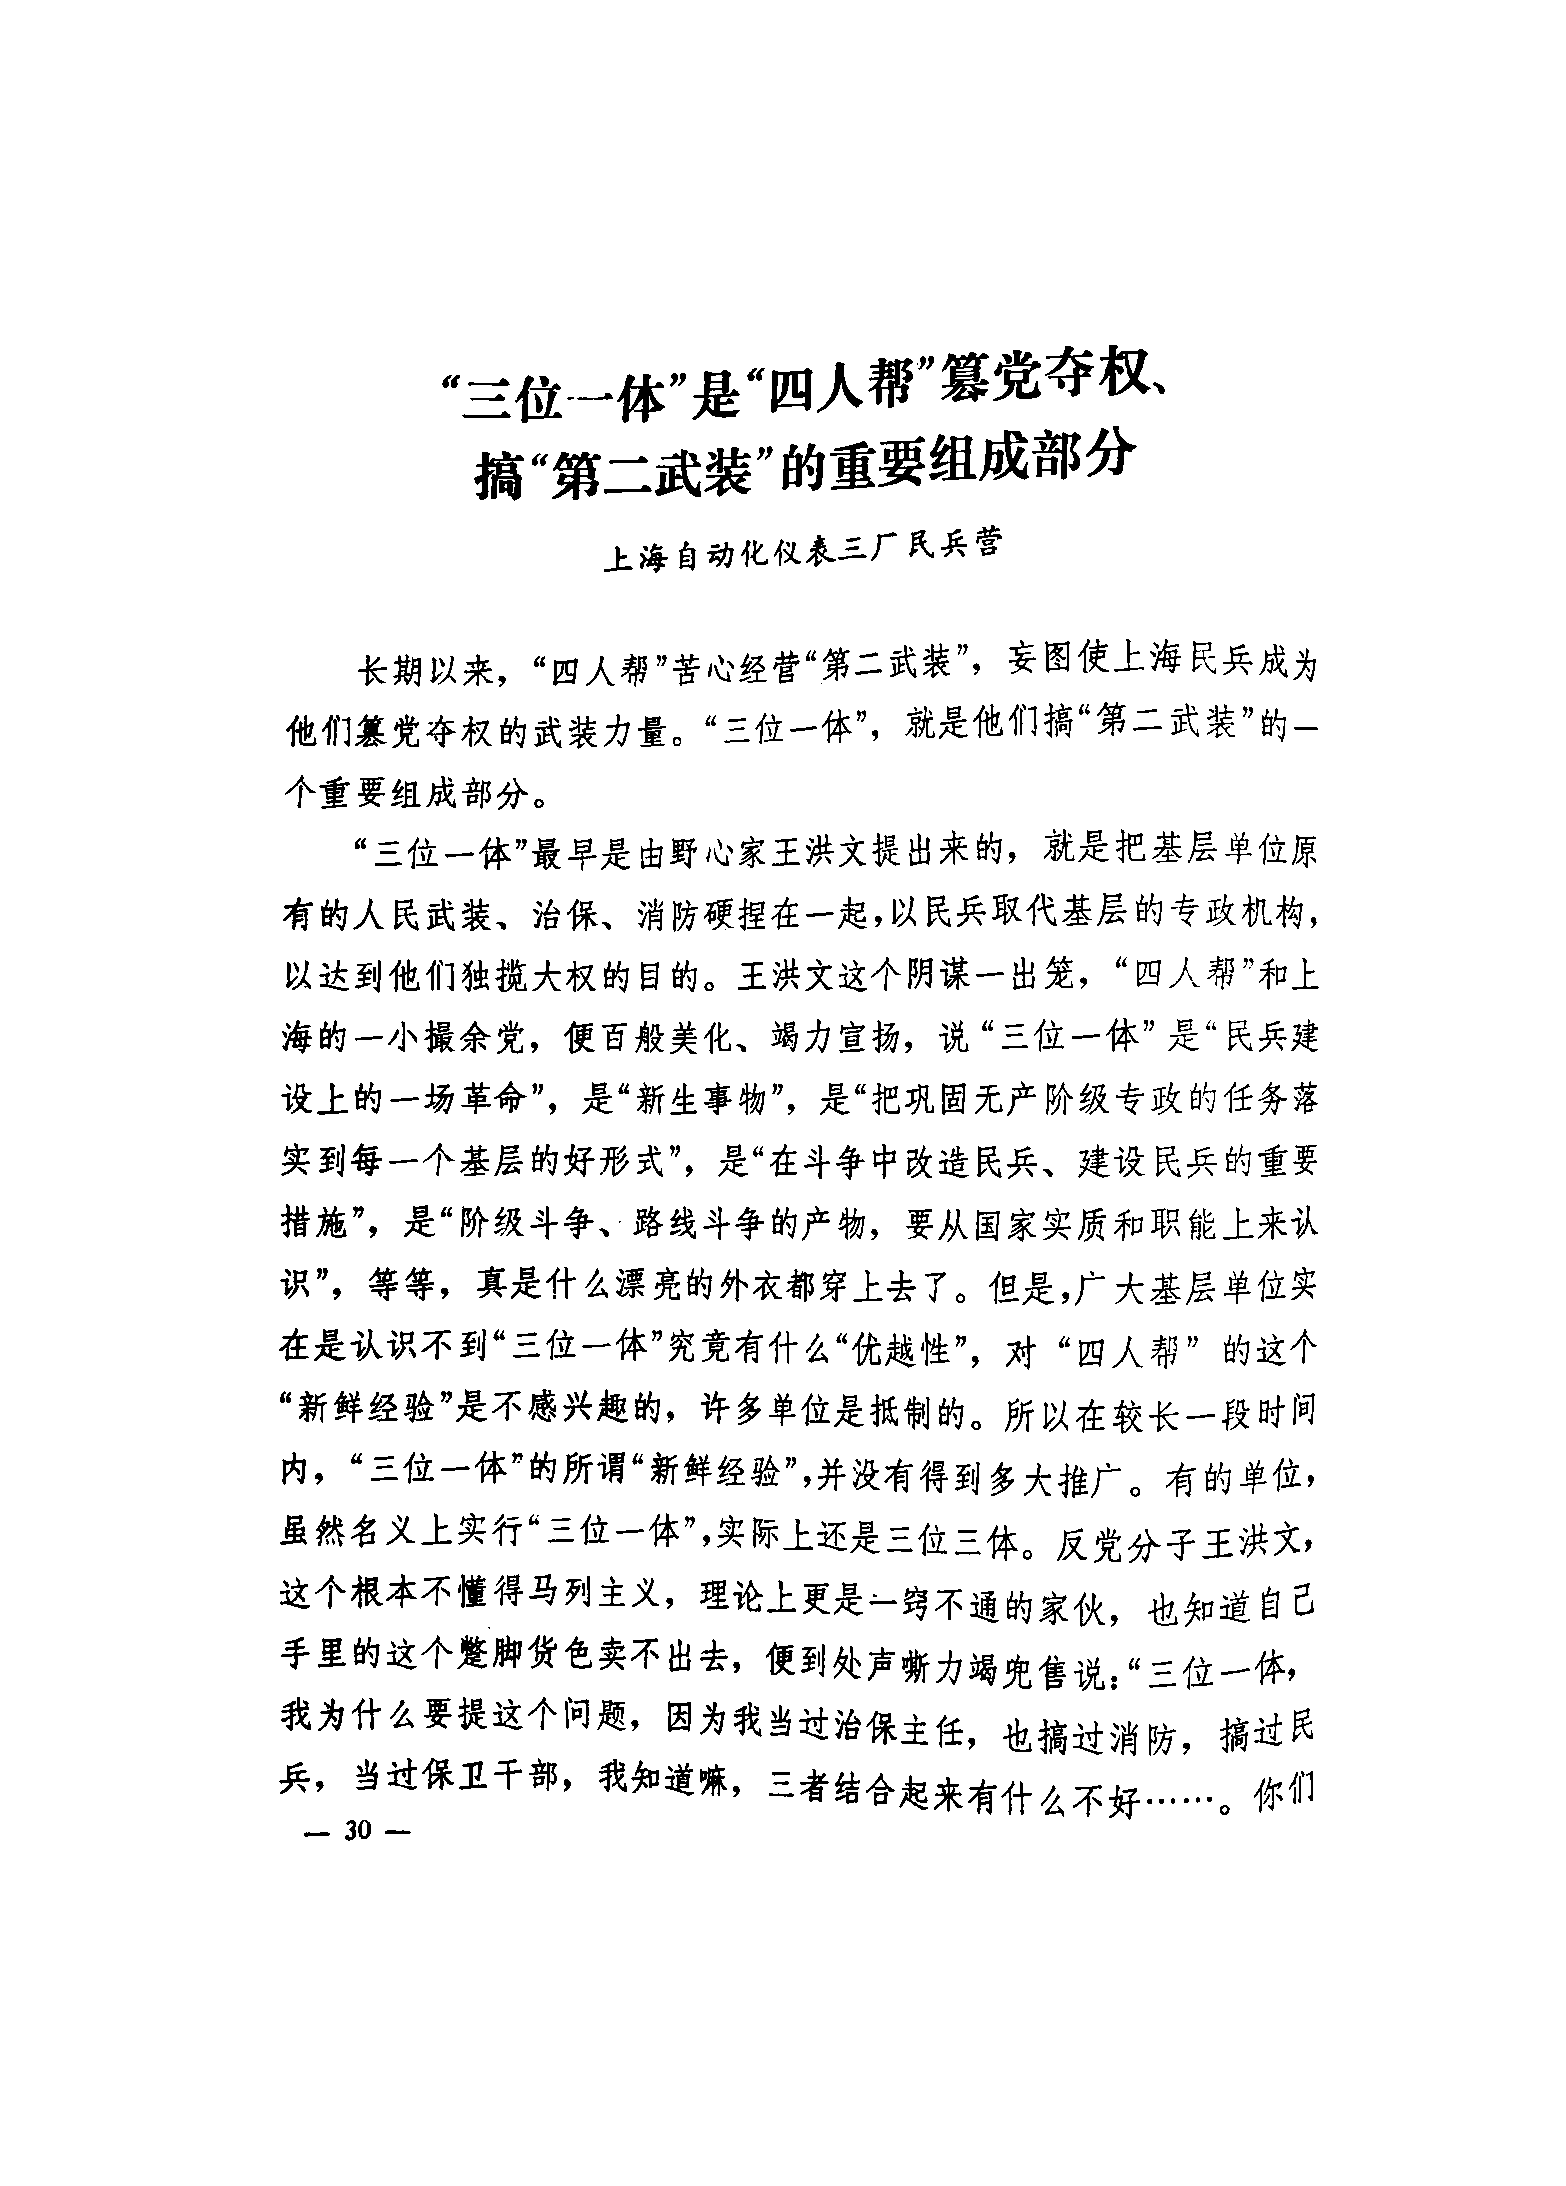 “三位一体”是“四人帮”篡党夺权、
搞“第二武装”的重要组成部分
上海自动化仪表三厂民兵营
长期以来，“四人帮”苦心经营“第二武装”，妄图使上海民兵成为
他们篡党夺权的武装力量。“三位一体”，就是他们搞“第二武装”的一
个重要组成部分。
“三位一体”最早是由野心家王洪文提出来的，就是把基层单位原
有的人民武装、治保、消防硬捏在一起，以民兵取代基层的专政机构，
以达到他们独揽大权的目的。王洪文这个阴谋一出笼，“四人帮”和上
海的一小撮余党，便百般美化、竭力宣扬，说“三位一体”是“民兵建
设上的一场革命”，是“新生事物”，是“把巩固无产阶级专政的任务落
实到每一个基层的好形式”，是“在斗争中改造民兵、建设民兵的重要
措施”，是“阶级斗争、路线斗争的产物，要从国家实质和职能上来认
识”，等等，真是什么漂亮的外衣都穿上去了。但是，广大基层单位实
在是认识不到“三位一体”究竟有什么“优越性”，对“四人帮”的这个
“新鲜经验”是不感兴趣的，许多单位是抵制的。所以在较长一段时间
内，“三位一体”的所谓“新鲜经验”，并没有得到多大推广。有的单位，
虽然名义上实行“三位一体”，实际上还是三位三体。反党分子王洪文，
这个根本不懂得马列主义，理论上更是一窍不通的家伙，也知道自己
手里的这个蹩脚货色卖不出去，便到处声嘶力竭兜售说：“三位一体，
我为什么要提这个问题，因为我当过治保主任，也搞过消防，搞过民
兵，当过保卫干部，我知道嘛，三者结合起来有什么不好……。你们
— 30 —